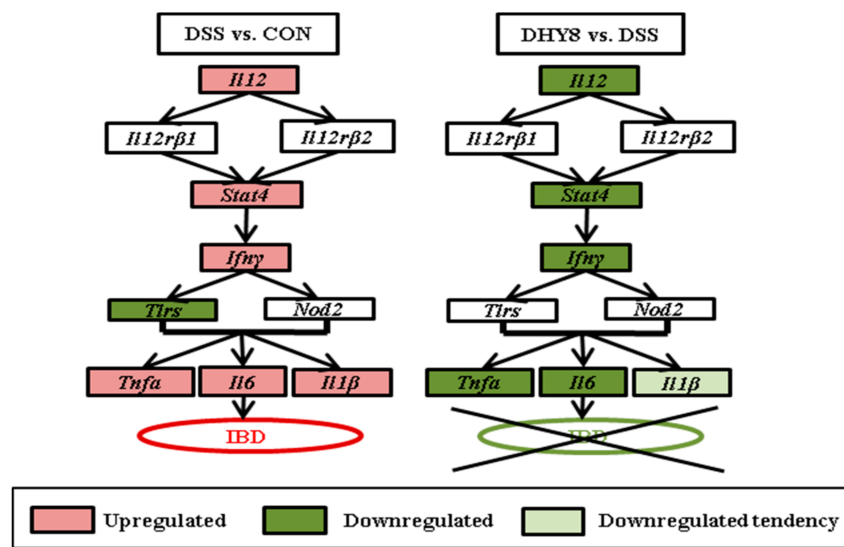 DSS vs. CON
DHY8 vs. DSS
Il12
Il12
Il12rβ1
Il12rβ2
Il12rβ1
Il12rβ2
Stat4
Stat4
Ifnγ
Ifnγ
Tlrs
Nod2
Tlrs
Nod2
Tnfa
Il6
Il1β
Tnfa
Il6
Il1β
IBD
IBD
Upregulated
Downregulated
Downregulated tendency